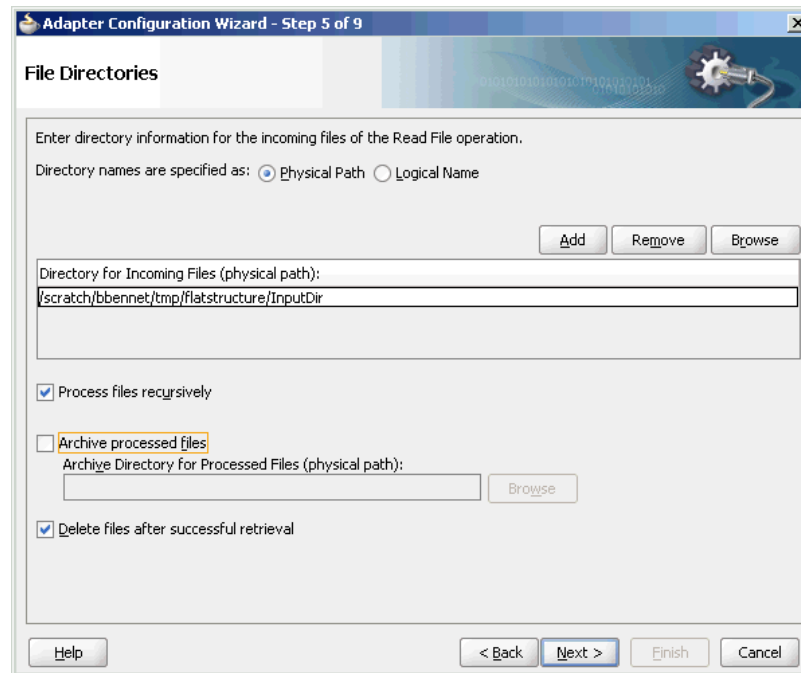 Adapter Configuration Wizard - Step 5 of 9
File Directories
Enter directory information for the incoming files of the Read File operation.
Directory names are specified as: Physical Path Logical Name
Add Remove Browse
Directory for Incoming Files (physical path):
/scratch/bbennet/tmp/flatstructure/InputDir
Process files recursively
Archive processed files
Archive Directory for Processed Files (physical path):
Browse
Delete files after successful retrieval
Help < Back Next > Finish Cancel